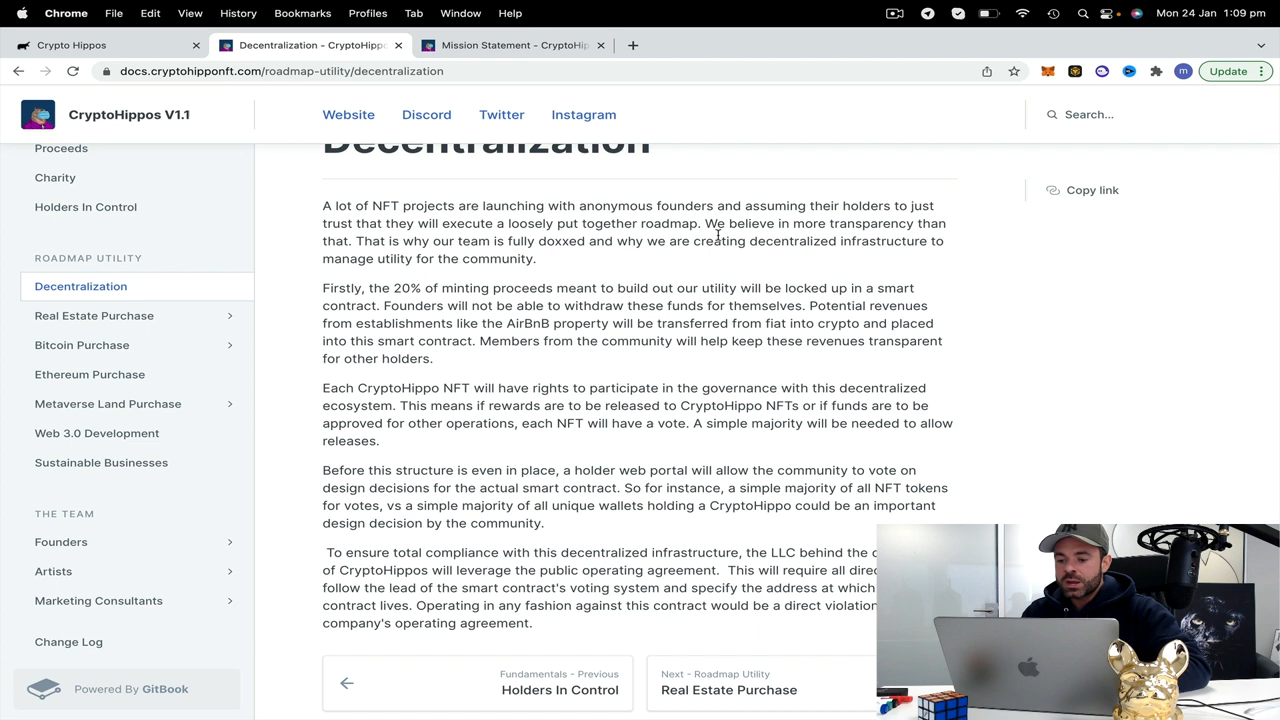 Chrome File Edit View History Bookmarks Profiles Tab Window Help Mon 24 Jan 1:09 pm
Crypto Hippos Decentralization - CryptoHippo Mission Statement - CryptoHip
docs.cryptohipponft.com/roadmap-utility/decentralization m Update
CryptoHippos V1.1 Website Discord Twitter Instagram Search...
Proceeds
Charity
Holders In Control
ROADMAP UTILITY
Decentralization
Real Estate Purchase
Bitcoin Purchase
Ethereum Purchase
Metaverse Land Purchase
Web 3.0 Development
Sustainable Businesses
THE TEAM
Founders
Artists
Marketing Consultants
Change Log
Powered By GitBook
Decentralization
Copy link
A lot of NFT projects are launching with anonymous founders and assuming their holders to just
trust that they will execute a loosely put together roadmap. We believe in more transparency than
that. That is why our team is fully doxxed and why we are creating decentralized infrastructure to
manage utility for the community.
Firstly, the 20% of minting proceeds meant to build out our utility will be locked up in a smart
contract. Founders will not be able to withdraw these funds for themselves. Potential revenues
from establishments like the AirBnB property will be transferred from fiat into crypto and placed
into this smart contract. Members from the community will help keep these revenues transparent
for other holders.
Each CryptoHippo NFT will have rights to participate in the governance with this decentralized
ecosystem. This means if rewards are to be released to CryptoHippo NFTs or if funds are to be
approved for other operations, each NFT will have a vote. A simple majority will be needed to allow
releases.
Before this structure is even in place, a holder web portal will allow the community to vote on
design decisions for the actual smart contract. So for instance, a simple majority of all NFT tokens
for votes, vs a simple majority of all unique wallets holding a CryptoHippo could be an important
design decision by the community.
To ensure total compliance with this decentralized infrastructure, the LLC behind the
of CryptoHippos will leverage the public operating agreement. This will require all
follow the lead of the smart contract's voting system and specify the address at which
contract lives. Operating in any fashion against this contract would be a direct violation
company's operating agreement.
Fundamentals - Previous
Holders In Control
Next - Roadmap Utility
Real Estate Purchase